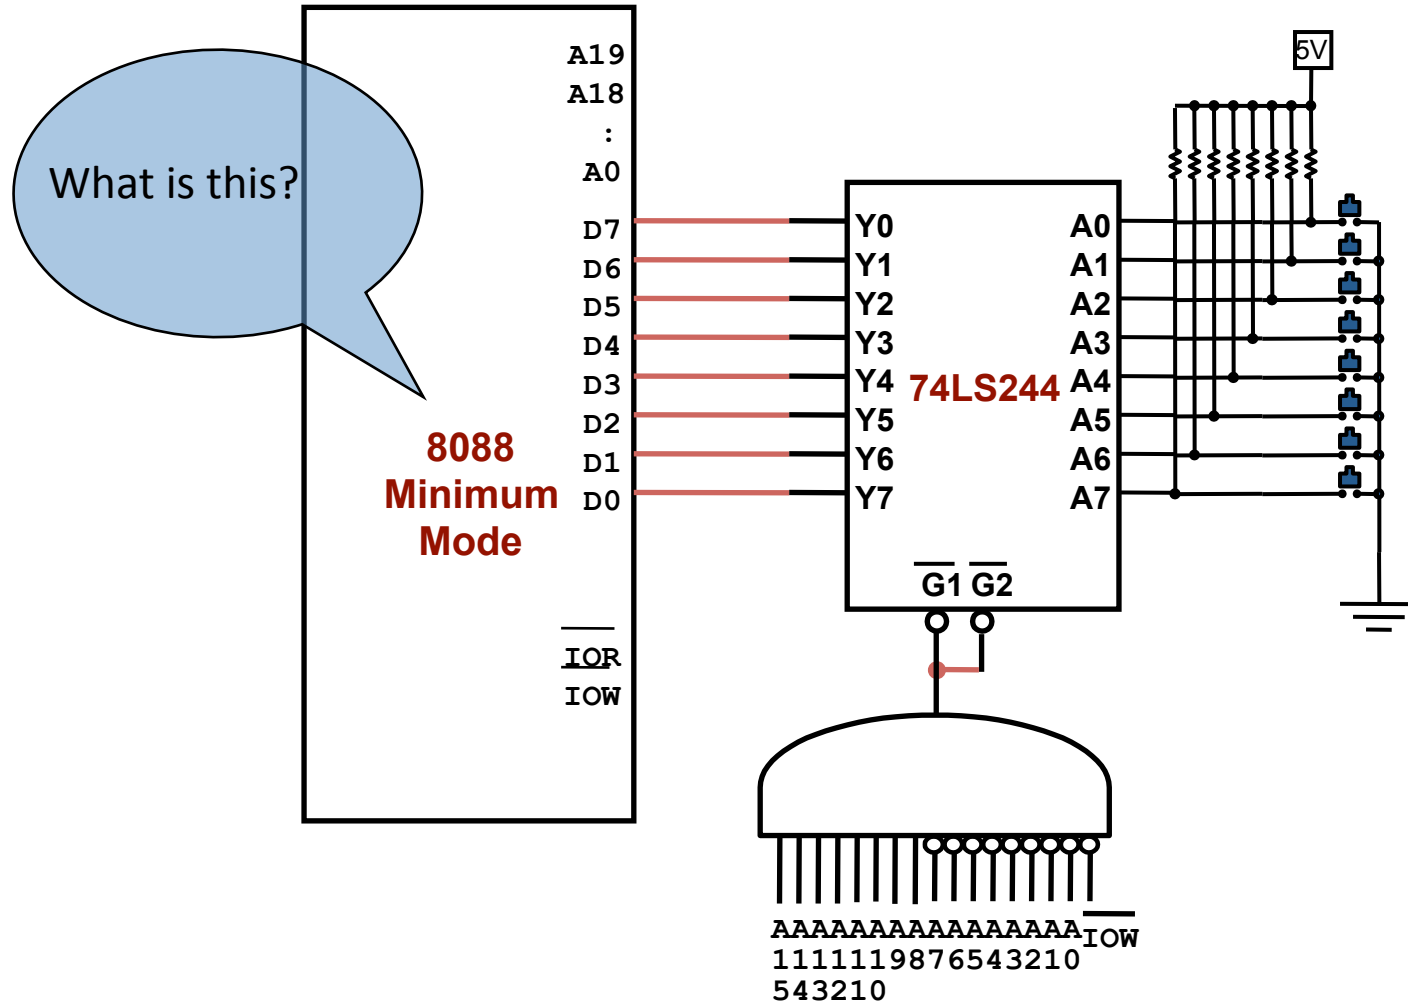 What is this?
A19
A18
:
A0
D7
D6
D5
D4
D3
D2
D1
D0
8088
Minimum
Mode
IOR
IOW
Y0
Y1
Y2
Y3
Y4
Y5
Y6
Y7
74LS244
A0
A1
A2
A3
A4
A5
A6
A7
G1 G2
5V
AAAAAAAAAAAAAAAA IOW
1111119876543210
543210